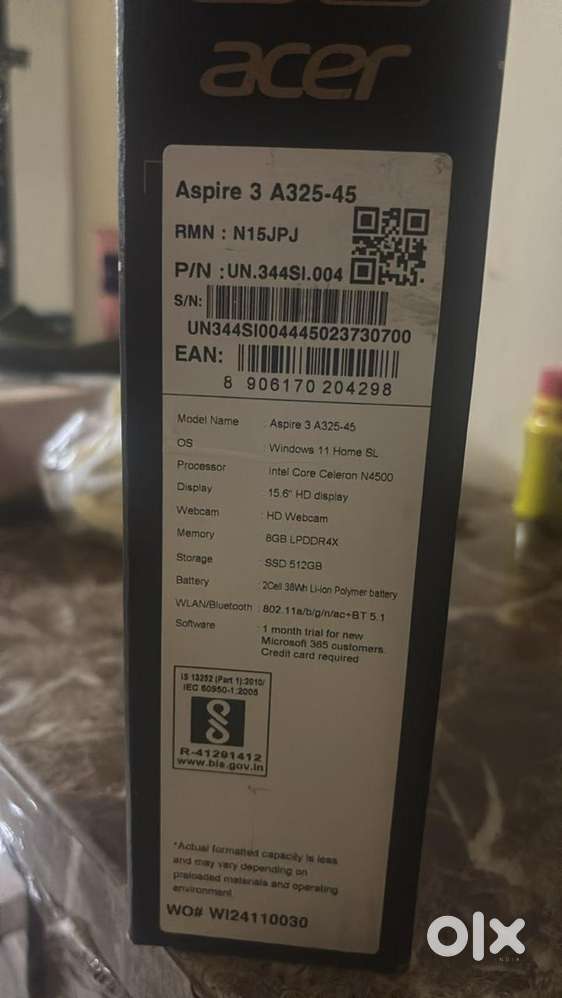 acer
Aspire 3 A325-45
RMN : N15JPJ
P/N : UN.344SI.004
S/N:
UN344SI004445023730700
EAN:
8 906170 204298
Model Name : Aspire 3 A325-45
OS : Windows 11 Home SL
Processor : Intel Core Celeron N4500
Display : 15.6" HD display
Webcam : HD Webcam
Memory : 8GB LPDDR4X
Storage : SSD 512GB
Battery : 2Cell 38Wh Li-ion Polymer battery
WLAN/Bluetooth : 802.11a/b/g/n/ac+BT 5.1
Software : 1 month trial for new
Microsoft 365 customers.
Credit card required
IS 13252 (Part 1):2010/
IEC 60950-1:2005
R-41291412
www.bis.gov.in
*Actual formatted capacity is less
and may vary depending on
preloaded materials and operating
environment.
WO# WI24110030
olx
INDIA